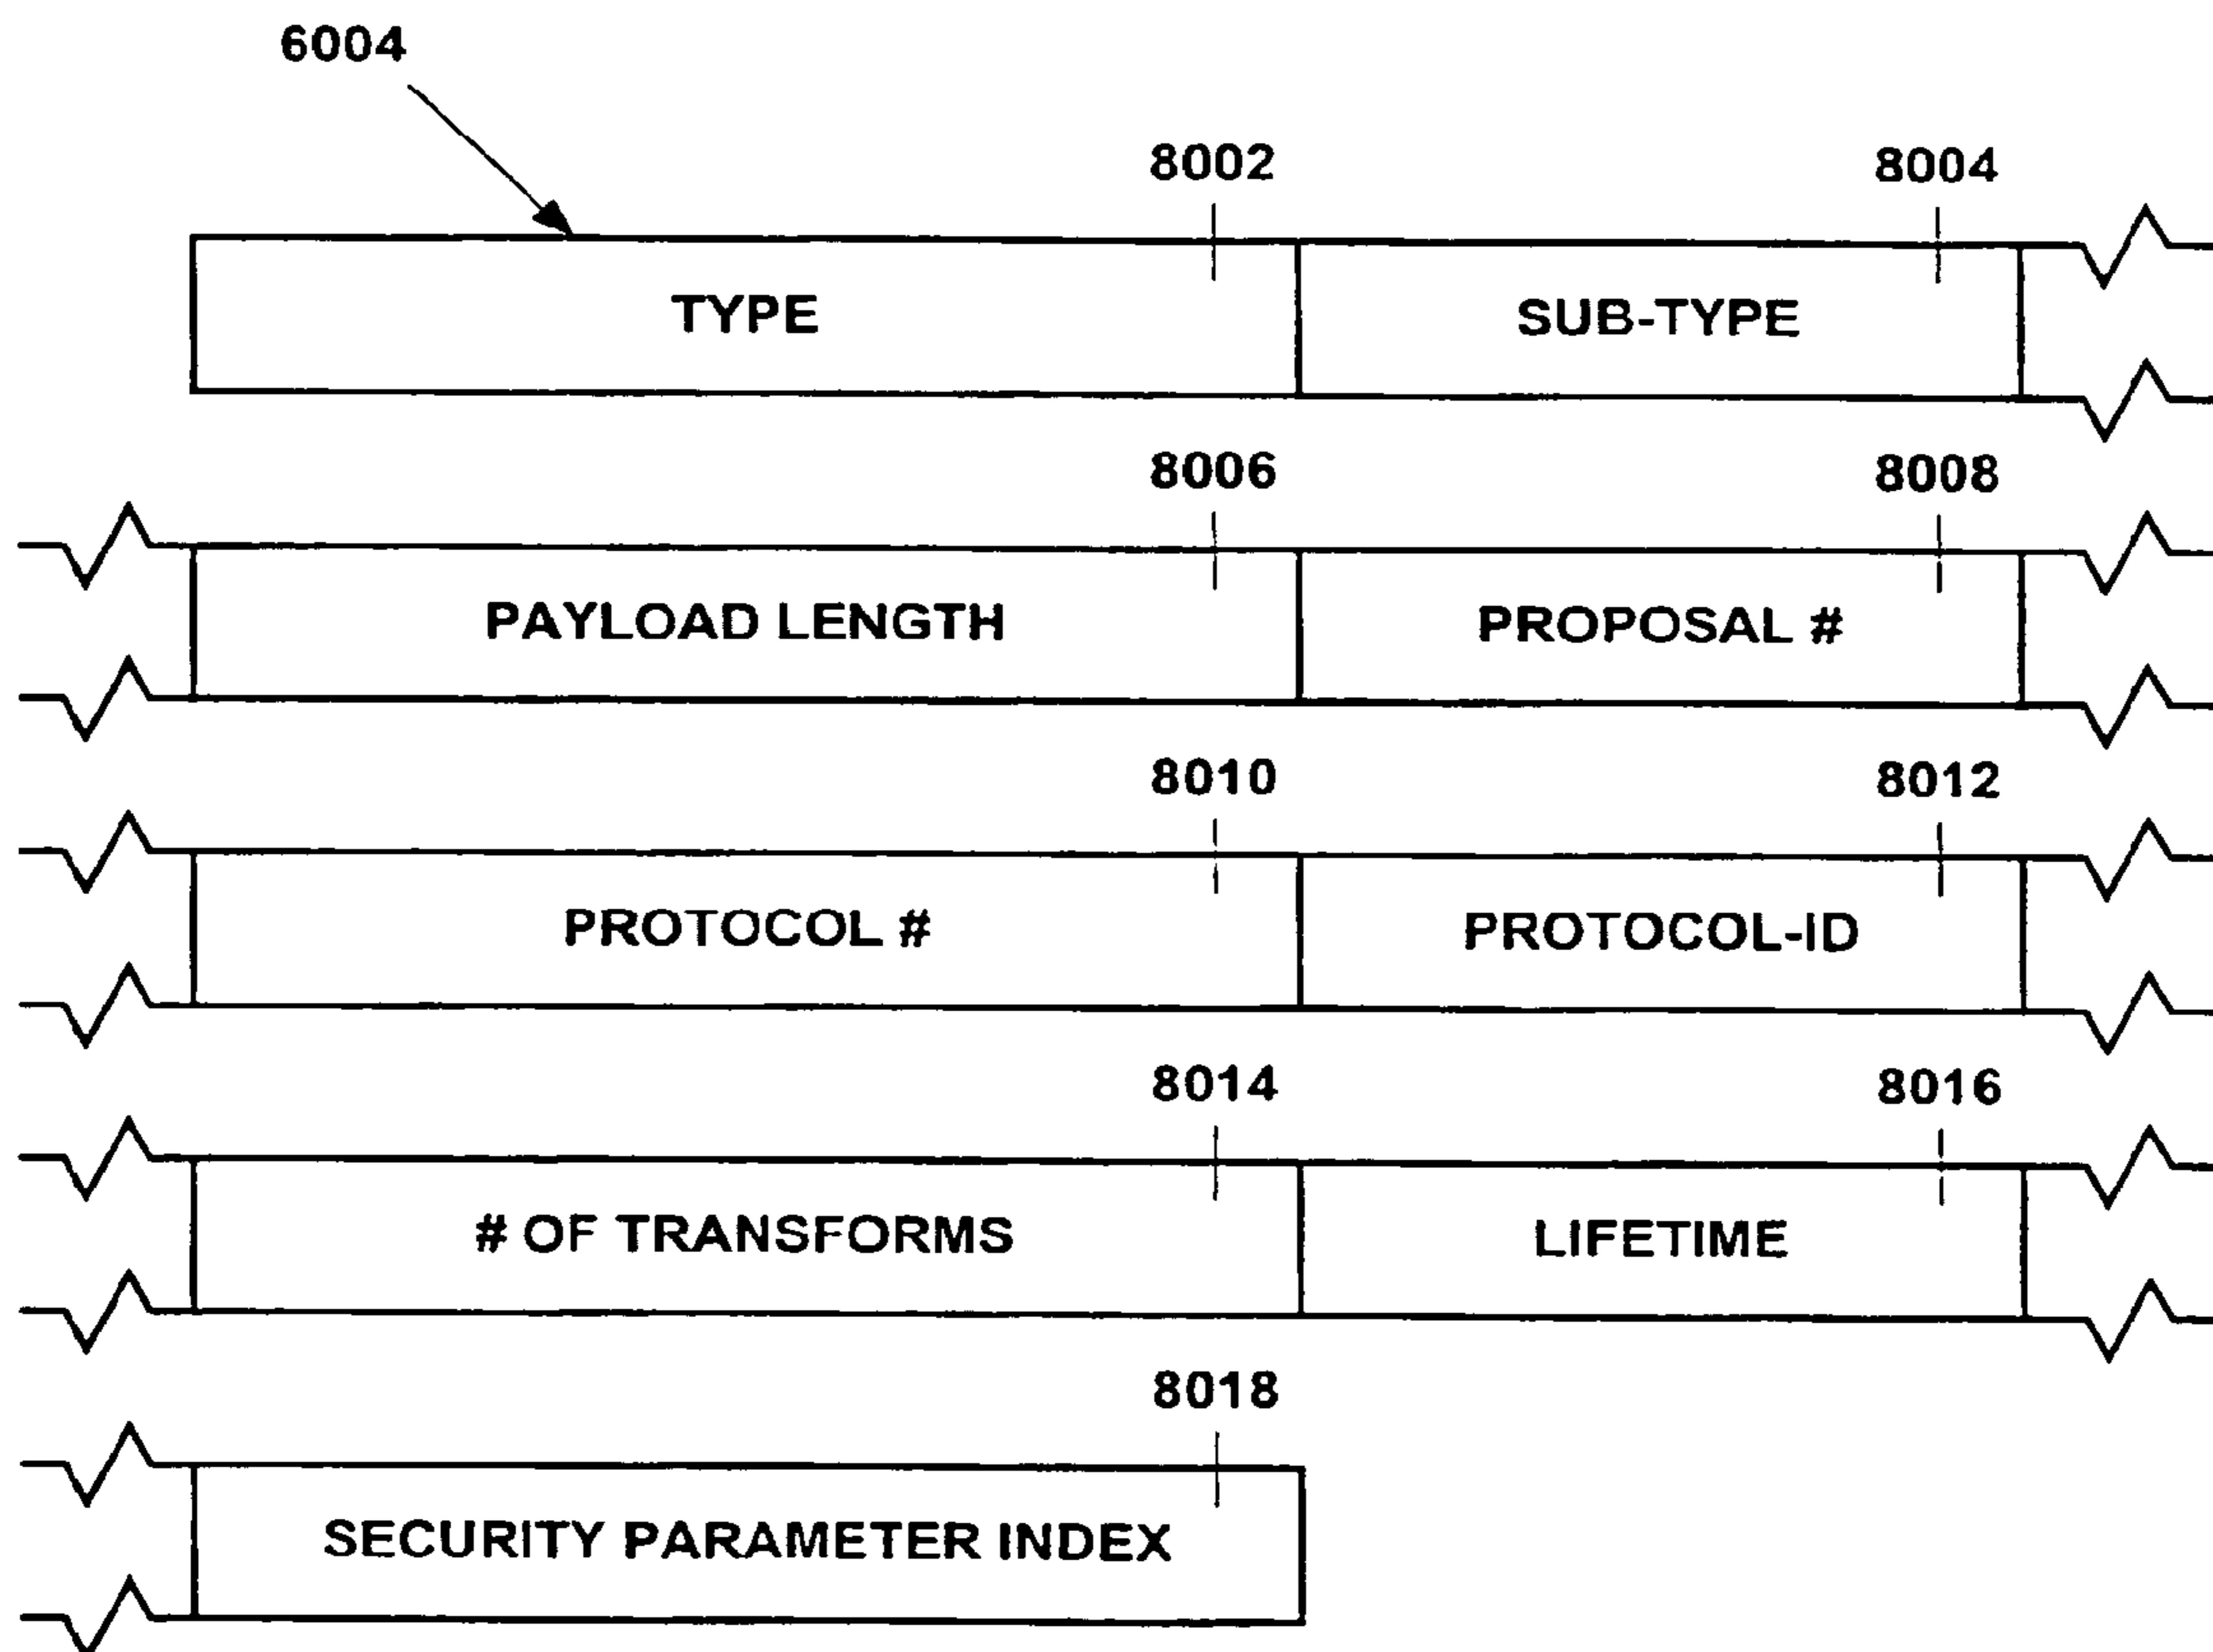 6004
8002 8004
TYPE SUB-TYPE
8006 8008
PAYLOAD LENGTH PROPOSAL #
8010 8012
PROTOCOL # PROTOCOL-ID
8014 8016
# OF TRANSFORMS LIFETIME
8018
SECURITY PARAMETER INDEX